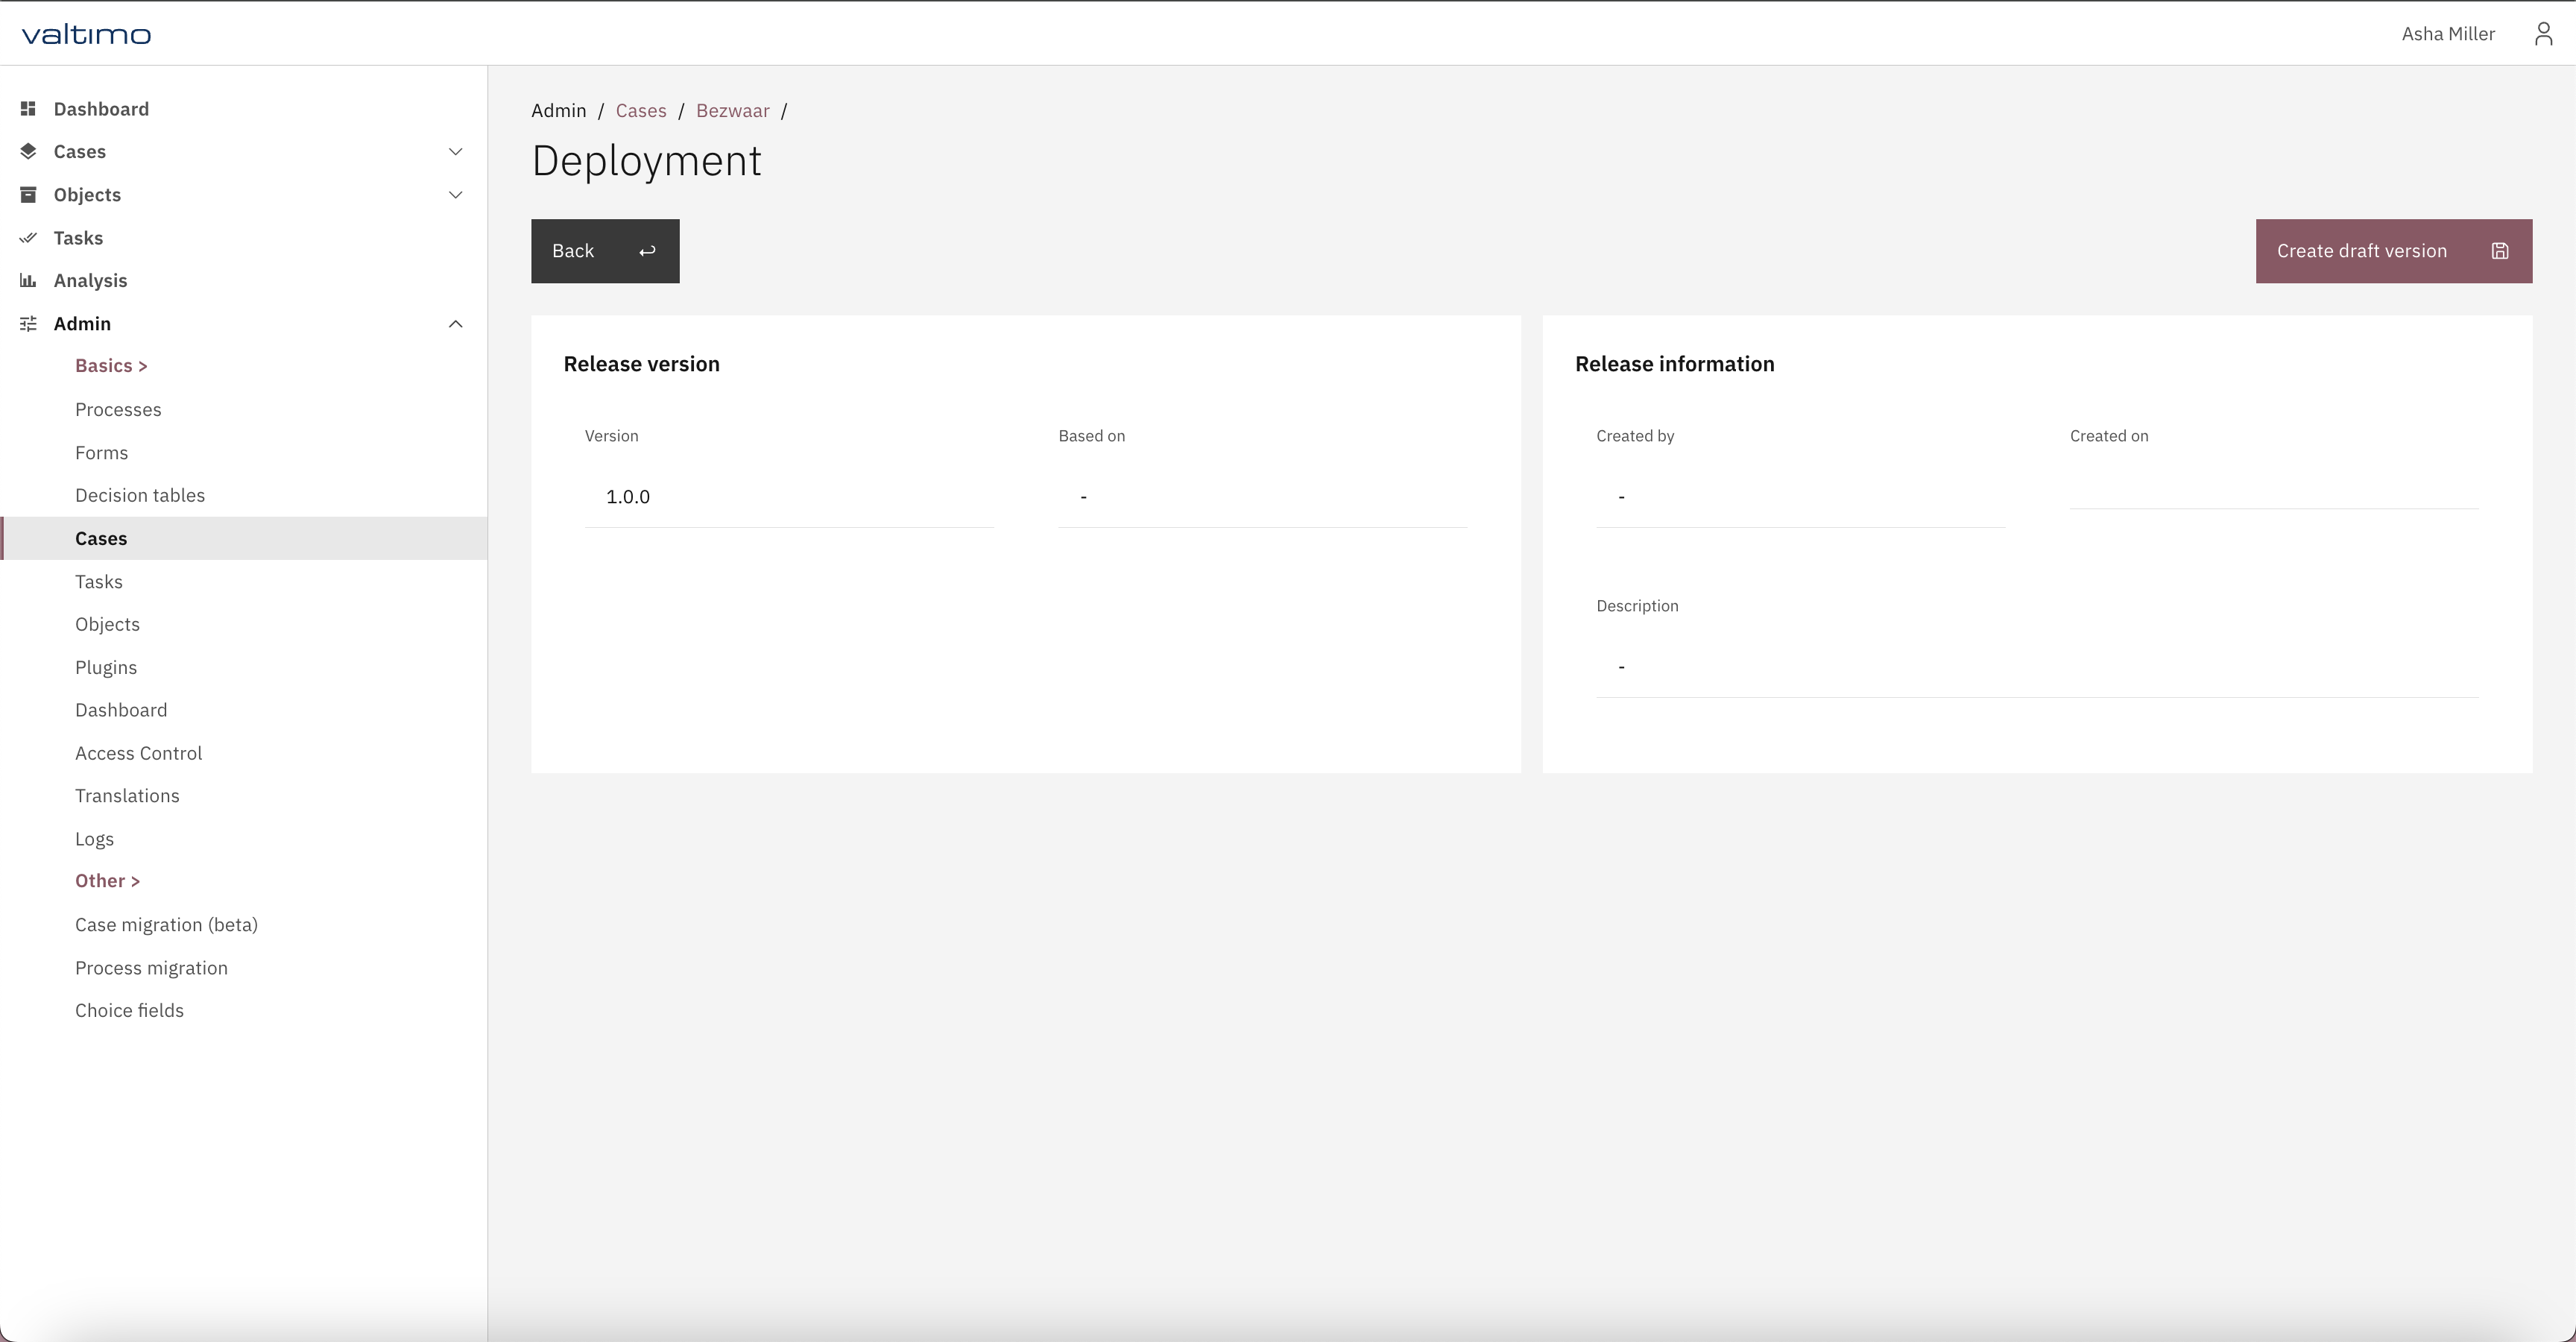 valtimo
Asha Miller
Dashboard
Cases
Objects
Tasks
Analysis
Admin
Basics >
Processes
Forms
Decision tables
Cases
Tasks
Objects
Plugins
Dashboard
Access Control
Translations
Logs
Other >
Case migration (beta)
Process migration
Choice fields
Admin / Cases / Bezwaar /
Deployment
Back
Create draft version
Release version
Version
Based on
1.0.0
-
Release information
Created by
Created on
-
Description
-